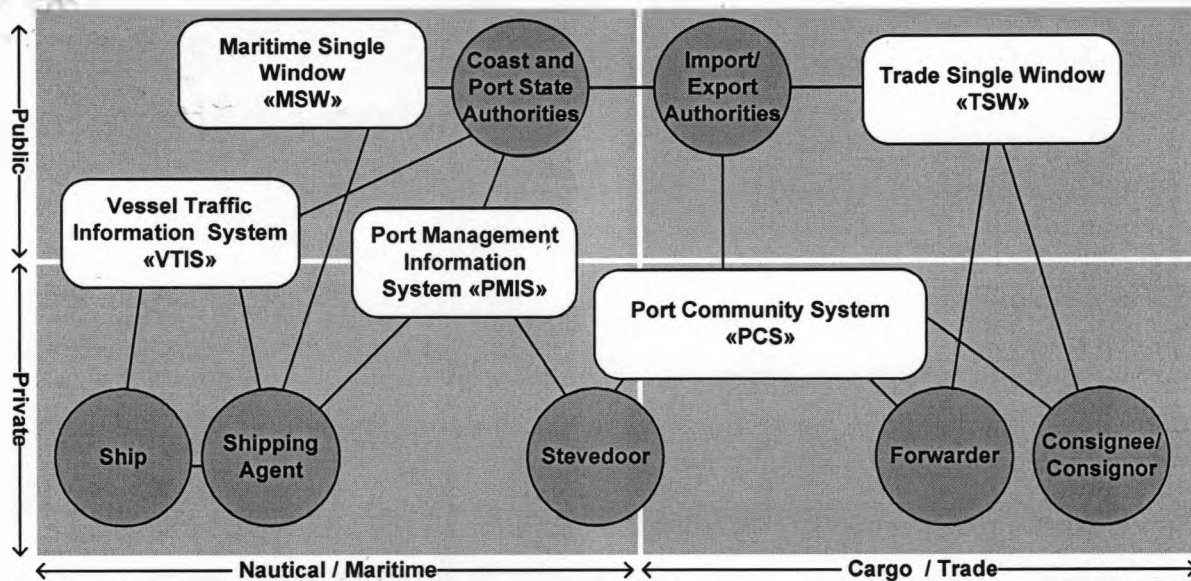 Maritime Single
Window
«MSW»
Coast and
Port State
Authorities
Import/
Export
Authorities
Trade Single Window
«TSW»
Public
Vessel Traffic
Information System
«VTIS»
Port Management
Information
System «PMIS»
Port Community System
«PCS»
Private
Ship
Shipping
Agent
Stevedoor
Forwarder
Consignee/
Consignor
Nautical / Maritime
Cargo / Trade